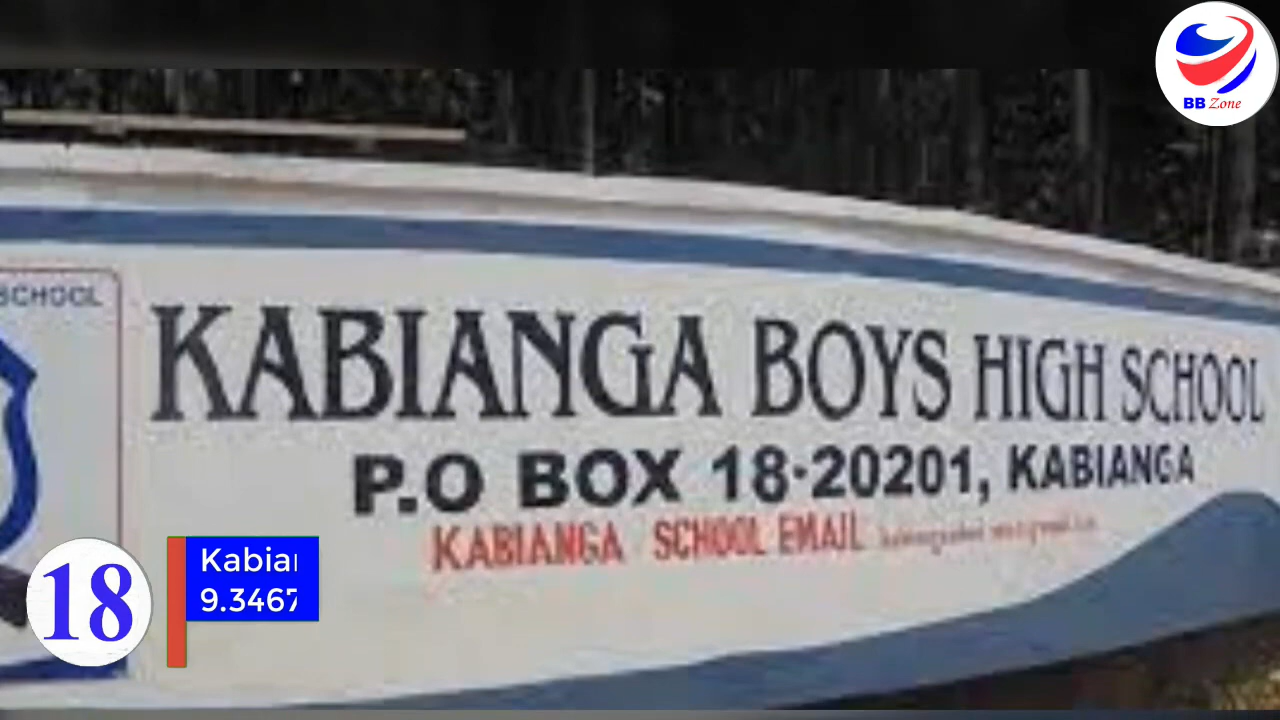 BB Zone
SCHOOL
KABIANGA BOYS HIGH SCHOOL
P.O BOX 18-20201, KABIANGA
KABIANGA SCHOOL EMAIL
18
Kabia
9.3467